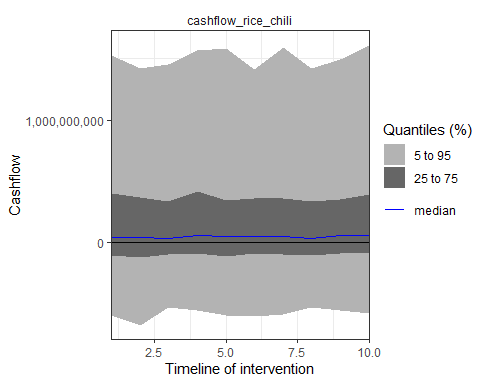 cashflow_rice_chili
Cashflow
1,000,000,000
0
2.5
5.0
7.5
10.0
Timeline of intervention
Quantiles (%)
5 to 95
25 to 75
median